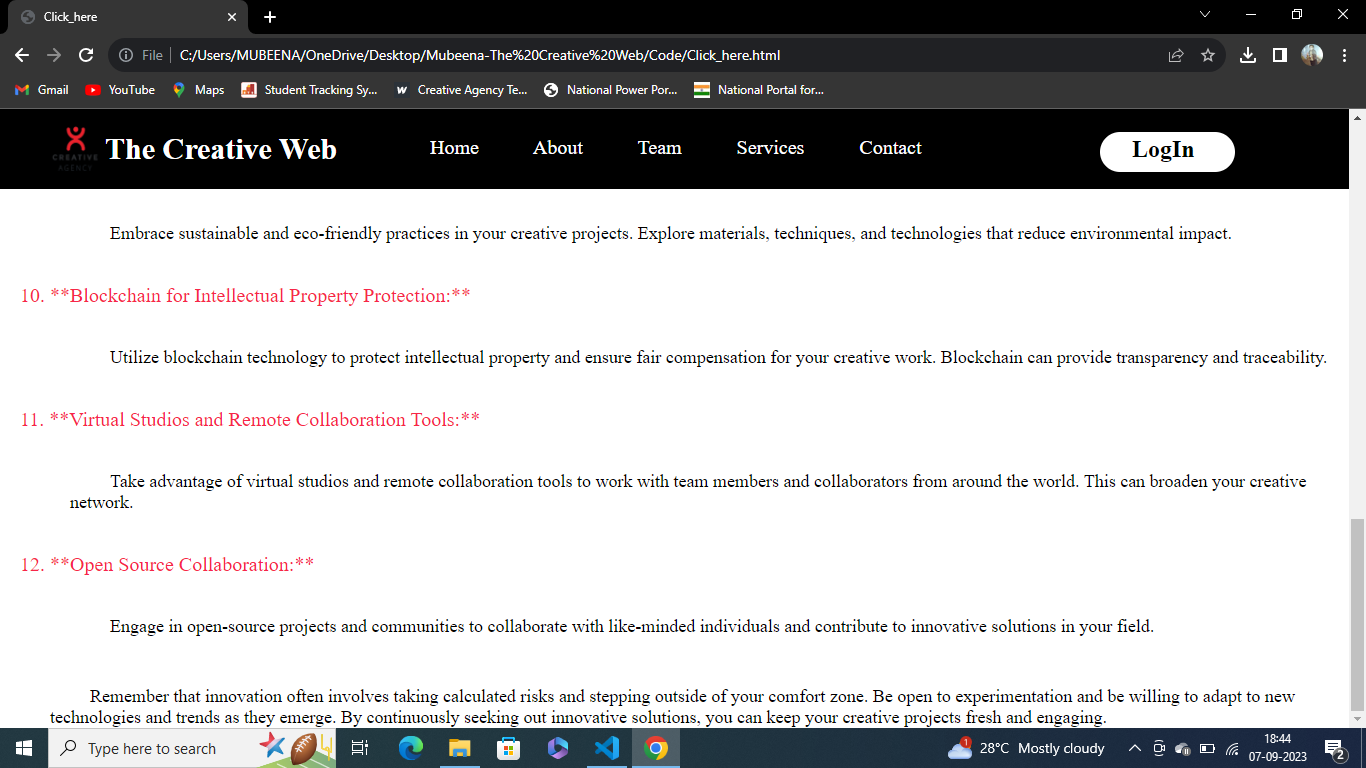 Click_here
File
C:/Users/MUBEENA/OneDrive/Desktop/Mubeena-The%20Creative%20Web/Code/Click_here.html
Gmail YouTube Maps Student Tracking Sy... Creative Agency Te... National Power Por... National Portal for...
CREATIVE
AGENCY
The Creative Web Home About Team Services Contact LogIn
Embrace sustainable and eco-friendly practices in your creative projects. Explore materials, techniques, and technologies that reduce environmental impact.
10. **Blockchain for Intellectual Property Protection:**
Utilize blockchain technology to protect intellectual property and ensure fair compensation for your creative work. Blockchain can provide transparency and traceability.
11. **Virtual Studios and Remote Collaboration Tools:**
Take advantage of virtual studios and remote collaboration tools to work with team members and collaborators from around the world. This can broaden your creative
network.
12. **Open Source Collaboration:**
Engage in open-source projects and communities to collaborate with like-minded individuals and contribute to innovative solutions in your field.
Remember that innovation often involves taking calculated risks and stepping outside of your comfort zone. Be open to experimentation and be willing to adapt to new
technologies and trends as they emerge. By continuously seeking out innovative solutions, you can keep your creative projects fresh and engaging.
Type here to search
1
28°C Mostly cloudy
18:44
07-09-2023
2